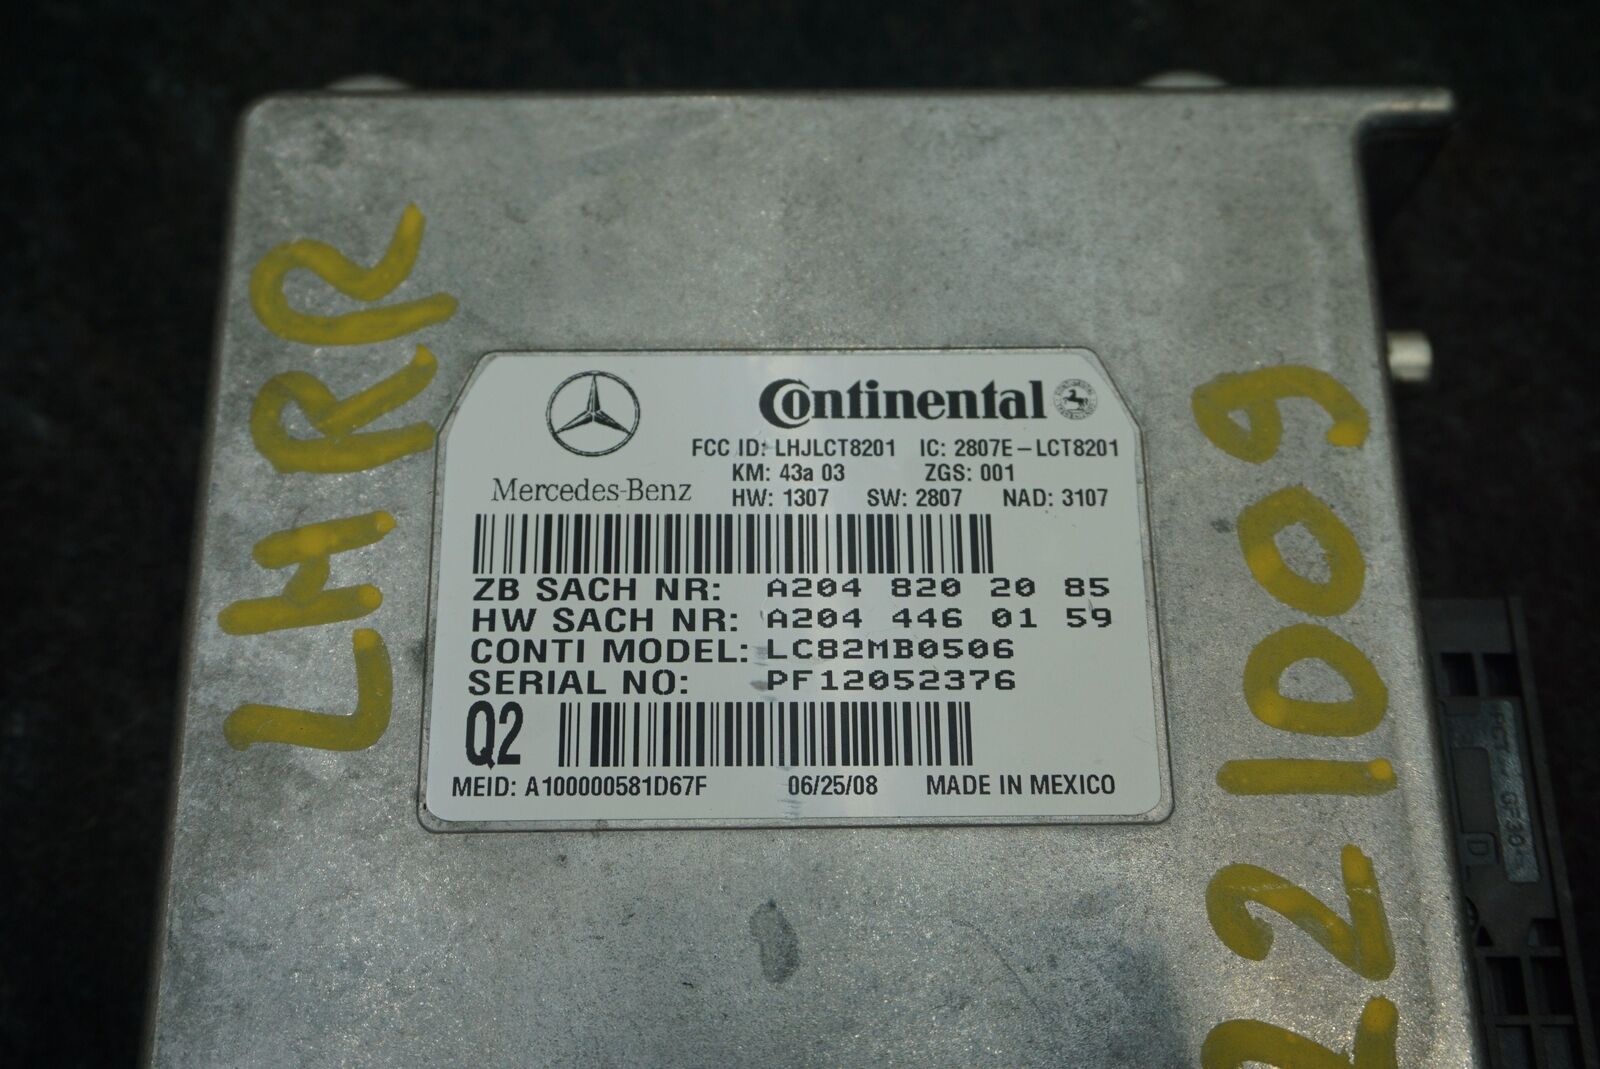 Continental
Mercedes-Benz
FCC ID: LHJLCT8201 IC: 2807E-LCT8201
KM: 43a 03 ZGS: 001
HW: 1307 SW: 2807 NAD: 3107
ZB SACH NR: A204 820 20 85
HW SACH NR: A204 446 01 59
CONTI MODEL: LC82MB0506
SERIAL NO: PF12052376
Q2
MEID: A100000581D67F 06/25/08 MADE IN MEXICO
LHRR
221009